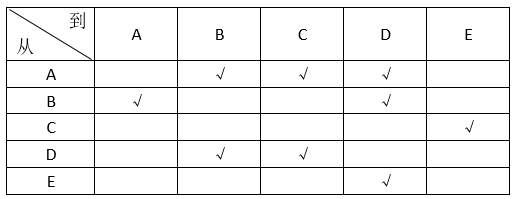 到
从 A B C D E
A √ √ √
B √ √
C √
D √ √
E √